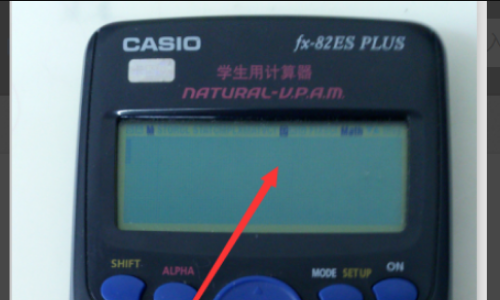 CASIO fx-82ES PLUS
学生用计算器
NATURAL-V.P.A.M.
Math
SHIFT ALPHA MODE SETUP ON